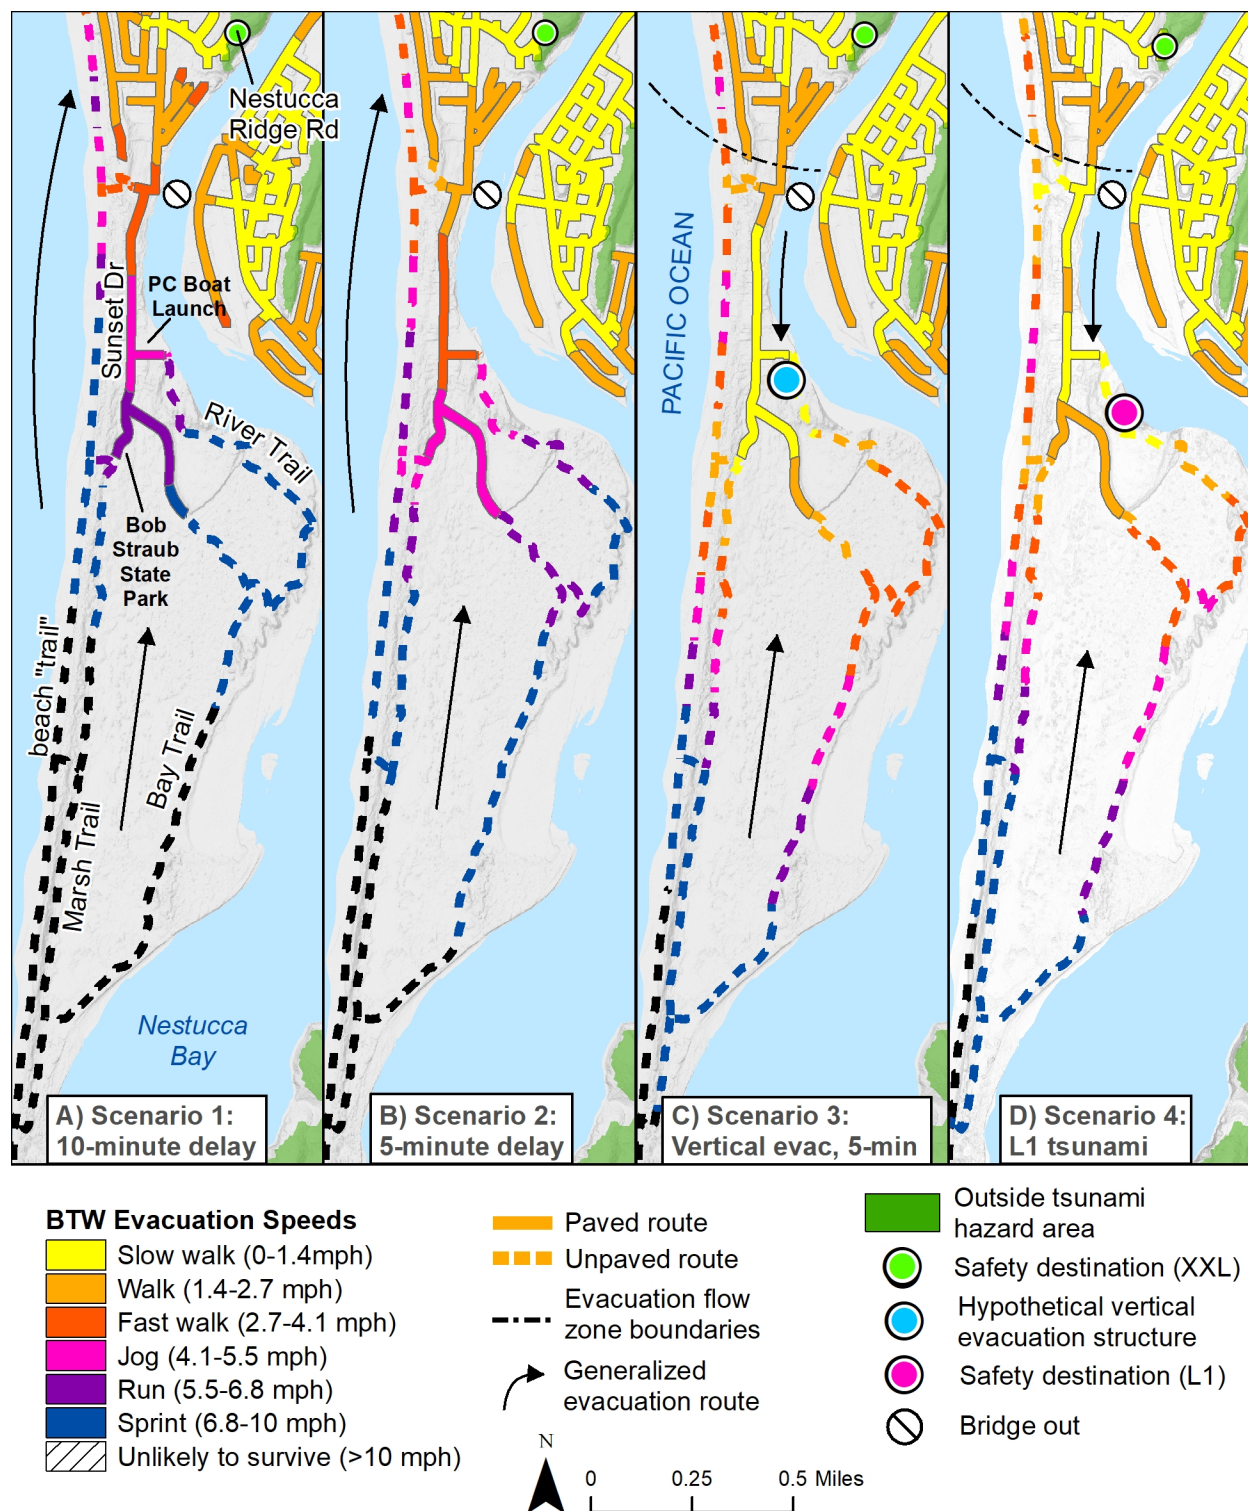 Nestucca
Ridge Rd
Sunset Dr
PC Boat
Launch
River Trail
Bob
Straub
State
Park
beach "trail"
Marsh Trail
Bay Trail
Nestucca
Bay
PACIFIC OCEAN
A) Scenario 1:
10-minute delay
B) Scenario 2:
5-minute delay
C) Scenario 3:
Vertical evac, 5-min
D) Scenario 4:
L1 tsunami
BTW Evacuation Speeds
Slow walk (0-1.4mph)
Walk (1.4-2.7 mph)
Fast walk (2.7-4.1 mph)
Jog (4.1-5.5 mph)
Run (5.5-6.8 mph)
Sprint (6.8-10 mph)
Unlikely to survive (>10 mph)
Paved route
Unpaved route
Evacuation flow
zone boundaries
Generalized
evacuation route
Outside tsunami
hazard area
Safety destination (XXL)
Hypothetical vertical
evacuation structure
Safety destination (L1)
Bridge out
N
0 0.25 0.5 Miles